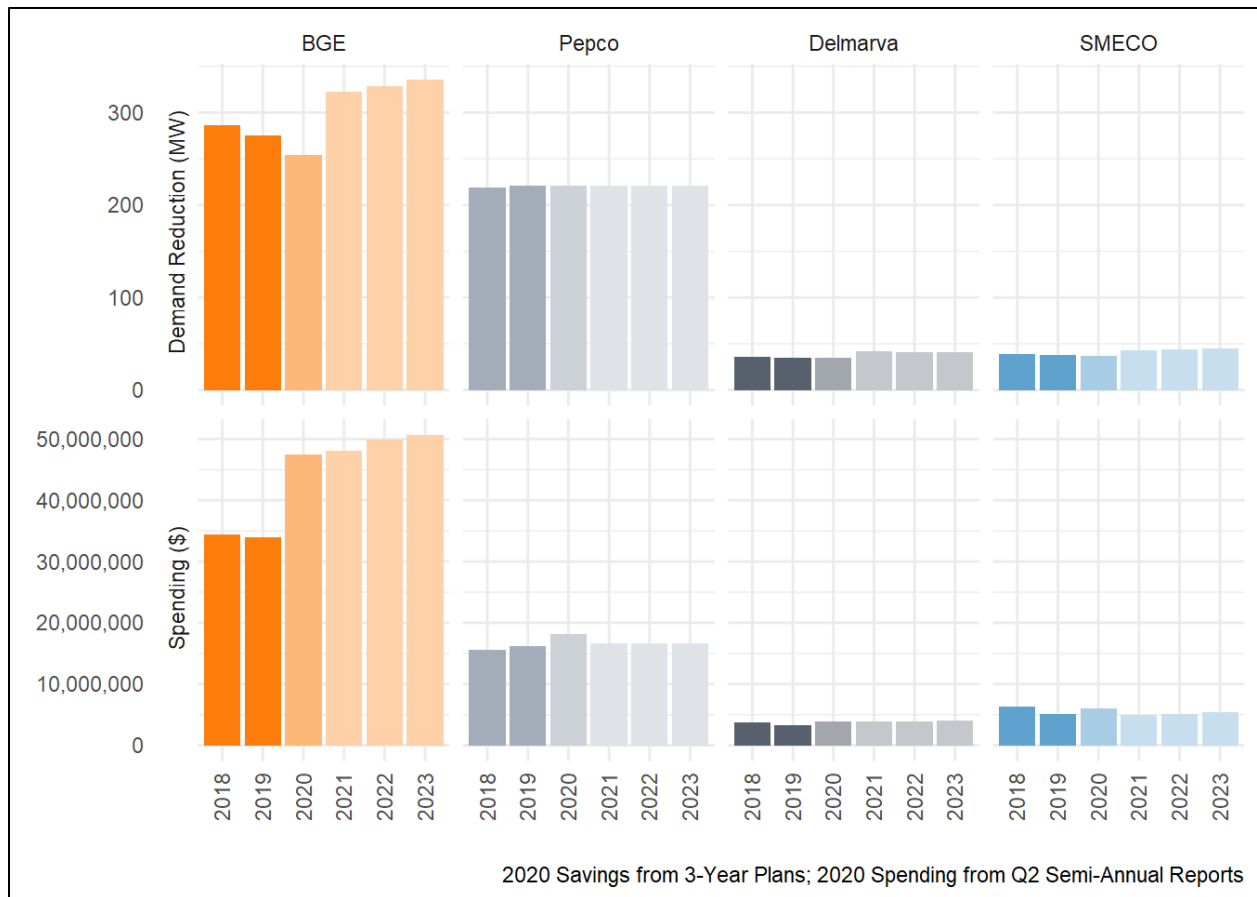 BGE Pepco Delmarva SMECO
Demand Reduction (MW)
300
200
100
0
Spending ($)
50,000,000
40,000,000
30,000,000
20,000,000
10,000,000
0
2018 2019 2020 2021 2022 2023 2018 2019 2020 2021 2022 2023 2018 2019 2020 2021 2022 2023 2018 2019 2020 2021 2022 2023
2020 Savings from 3-Year Plans; 2020 Spending from Q2 Semi-Annual Reports